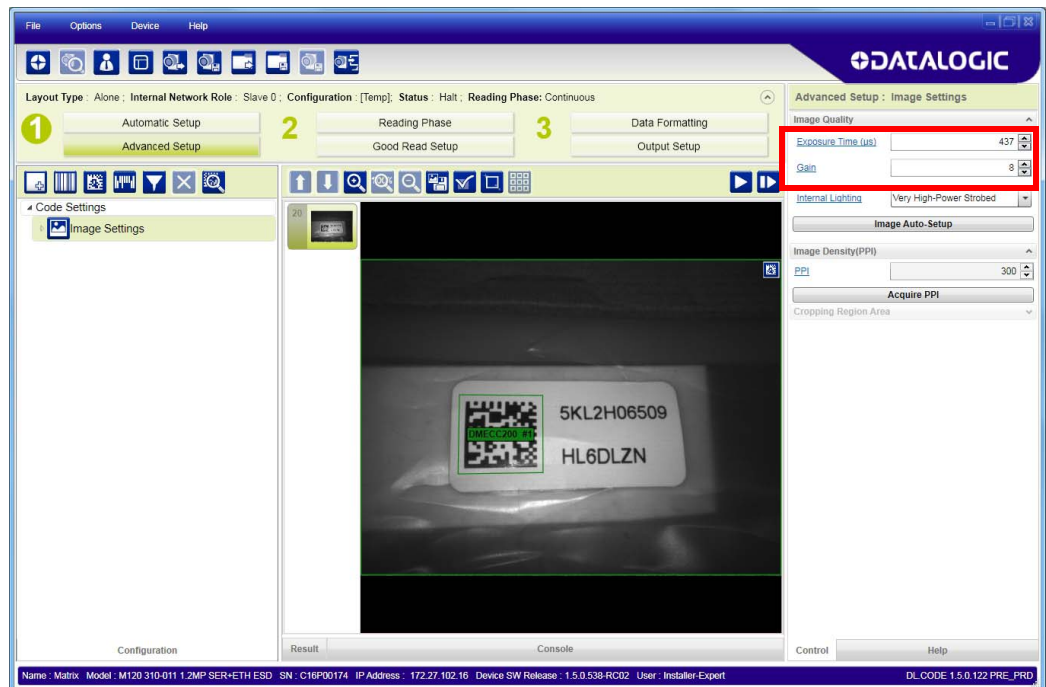 File Options Device Help
DATALOGIC
Layout Type : Alone ; Internal Network Role : Slave 0 ; Configuration : [Temp]; Status : Halt ; Reading Phase: Continuous
1 Automatic Setup 2 Reading Phase 3 Data Formatting
Advanced Setup Good Read Setup Output Setup
Code Settings
Image Settings
20
5KL2H06509
DMECC200 #1
HL6DLZN
Advanced Setup : Image Settings
Image Quality
Exposure Time (µs) 437
Gain 8
Internal Lighting Very High-Power Strobed
Image Auto-Setup
Image Density(PPI)
PPI 300
Acquire PPI
Cropping Region Area
Configuration Result Console Control Help
Name : Matrix Model : M120 310-011 1.2MP SER+ETH ESD SN : C16P00174 IP Address : 172.27.102.16 Device SW Release : 1.5.0.538-RC02 User : Installer-Expert DL.CODE 1.5.0.122 PRE_PRD